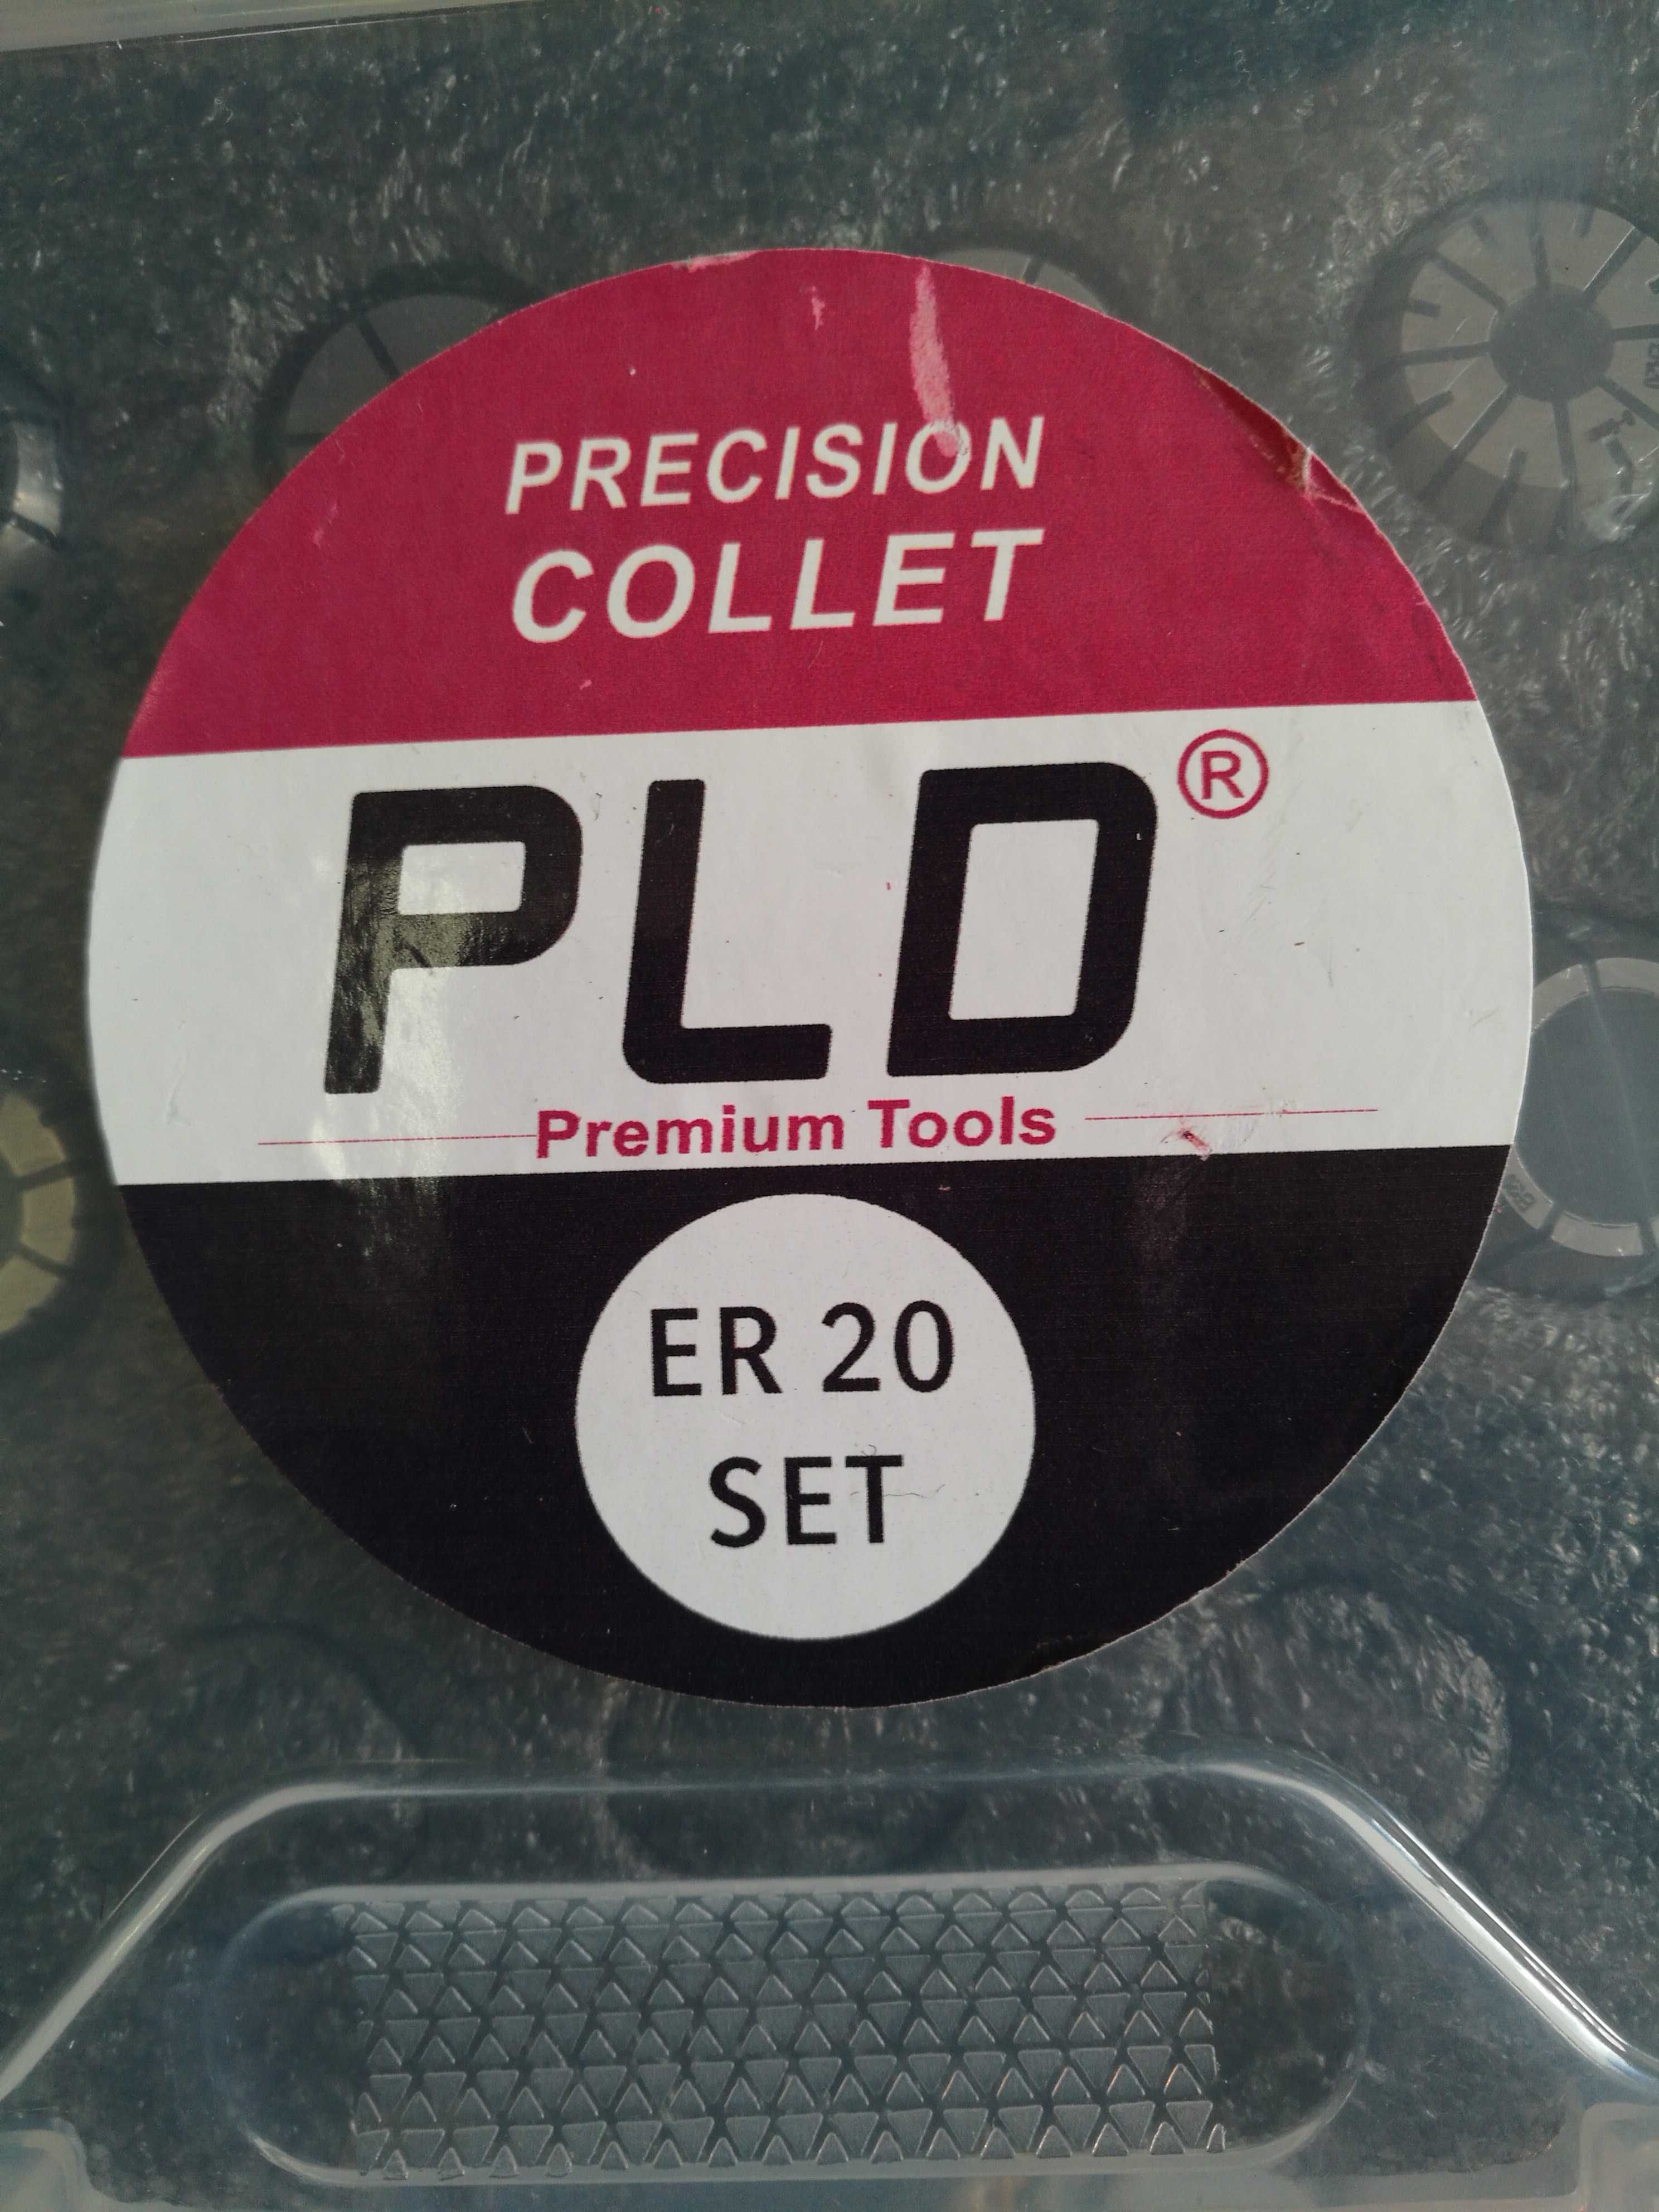 PRECISION
COLLET
PLD®
Premium Tools
ER 20
SET